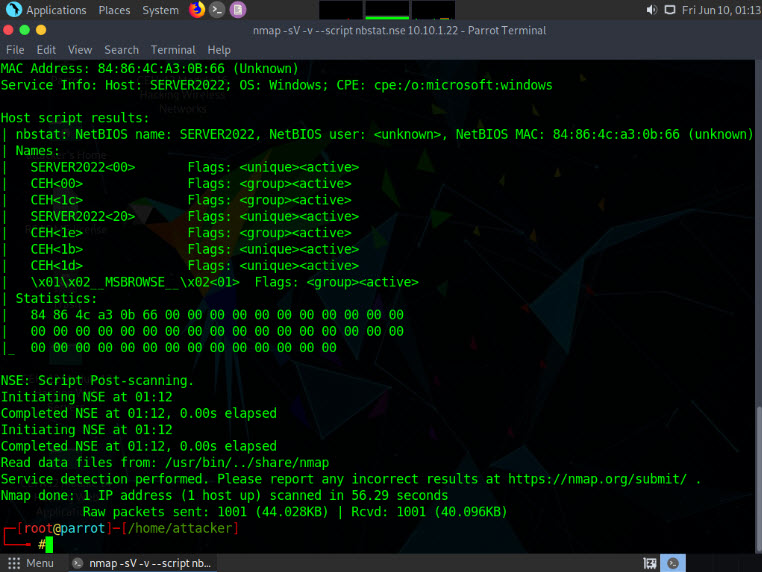 Applications Places System Fri Jun 10, 01:13
nmap -sV -v --script nbstat.nse 10.10.1.22 - Parrot Terminal
File Edit View Search Terminal Help
MAC Address: 84:86:4C:A3:0B:66 (Unknown)
Service Info: Host: SERVER2022; OS: Windows; CPE: cpe:/o:microsoft:windows
Host script results:
| nbstat: NetBIOS name: SERVER2022, NetBIOS user: <unknown>, NetBIOS MAC: 84:86:4c:a3:0b:66 (unknown)
| Names:
|   SERVER2022<00>      Flags: <unique><active>
|   CEH<00>             Flags: <group><active>
|   CEH<1c>             Flags: <group><active>
|   SERVER2022<20>      Flags: <unique><active>
|   CEH<1e>             Flags: <group><active>
|   CEH<1b>             Flags: <unique><active>
|   CEH<1d>             Flags: <unique><active>
|   \x01\x02__MSBROWSE__\x02<01>  Flags: <group><active>
| Statistics:
|   84 86 4c a3 0b 66 00 00 00 00 00 00 00 00 00 00 00
|   00 00 00 00 00 00 00 00 00 00 00 00 00 00 00 00 00
|_  00 00 00 00 00 00 00 00 00 00 00 00 00 00
NSE: Script Post-scanning.
Initiating NSE at 01:12
Completed NSE at 01:12, 0.00s elapsed
Initiating NSE at 01:12
Completed NSE at 01:12, 0.00s elapsed
Read data files from: /usr/bin/../share/nmap
Service detection performed. Please report any incorrect results at https://nmap.org/submit/ .
Nmap done: 1 IP address (1 host up) scanned in 56.29 seconds
Raw packets sent: 1001 (44.028KB) | Rcvd: 1001 (40.096KB)
[root@parrot]-[/home/attacker]
#
Menu nmap -sV -v --script nb...